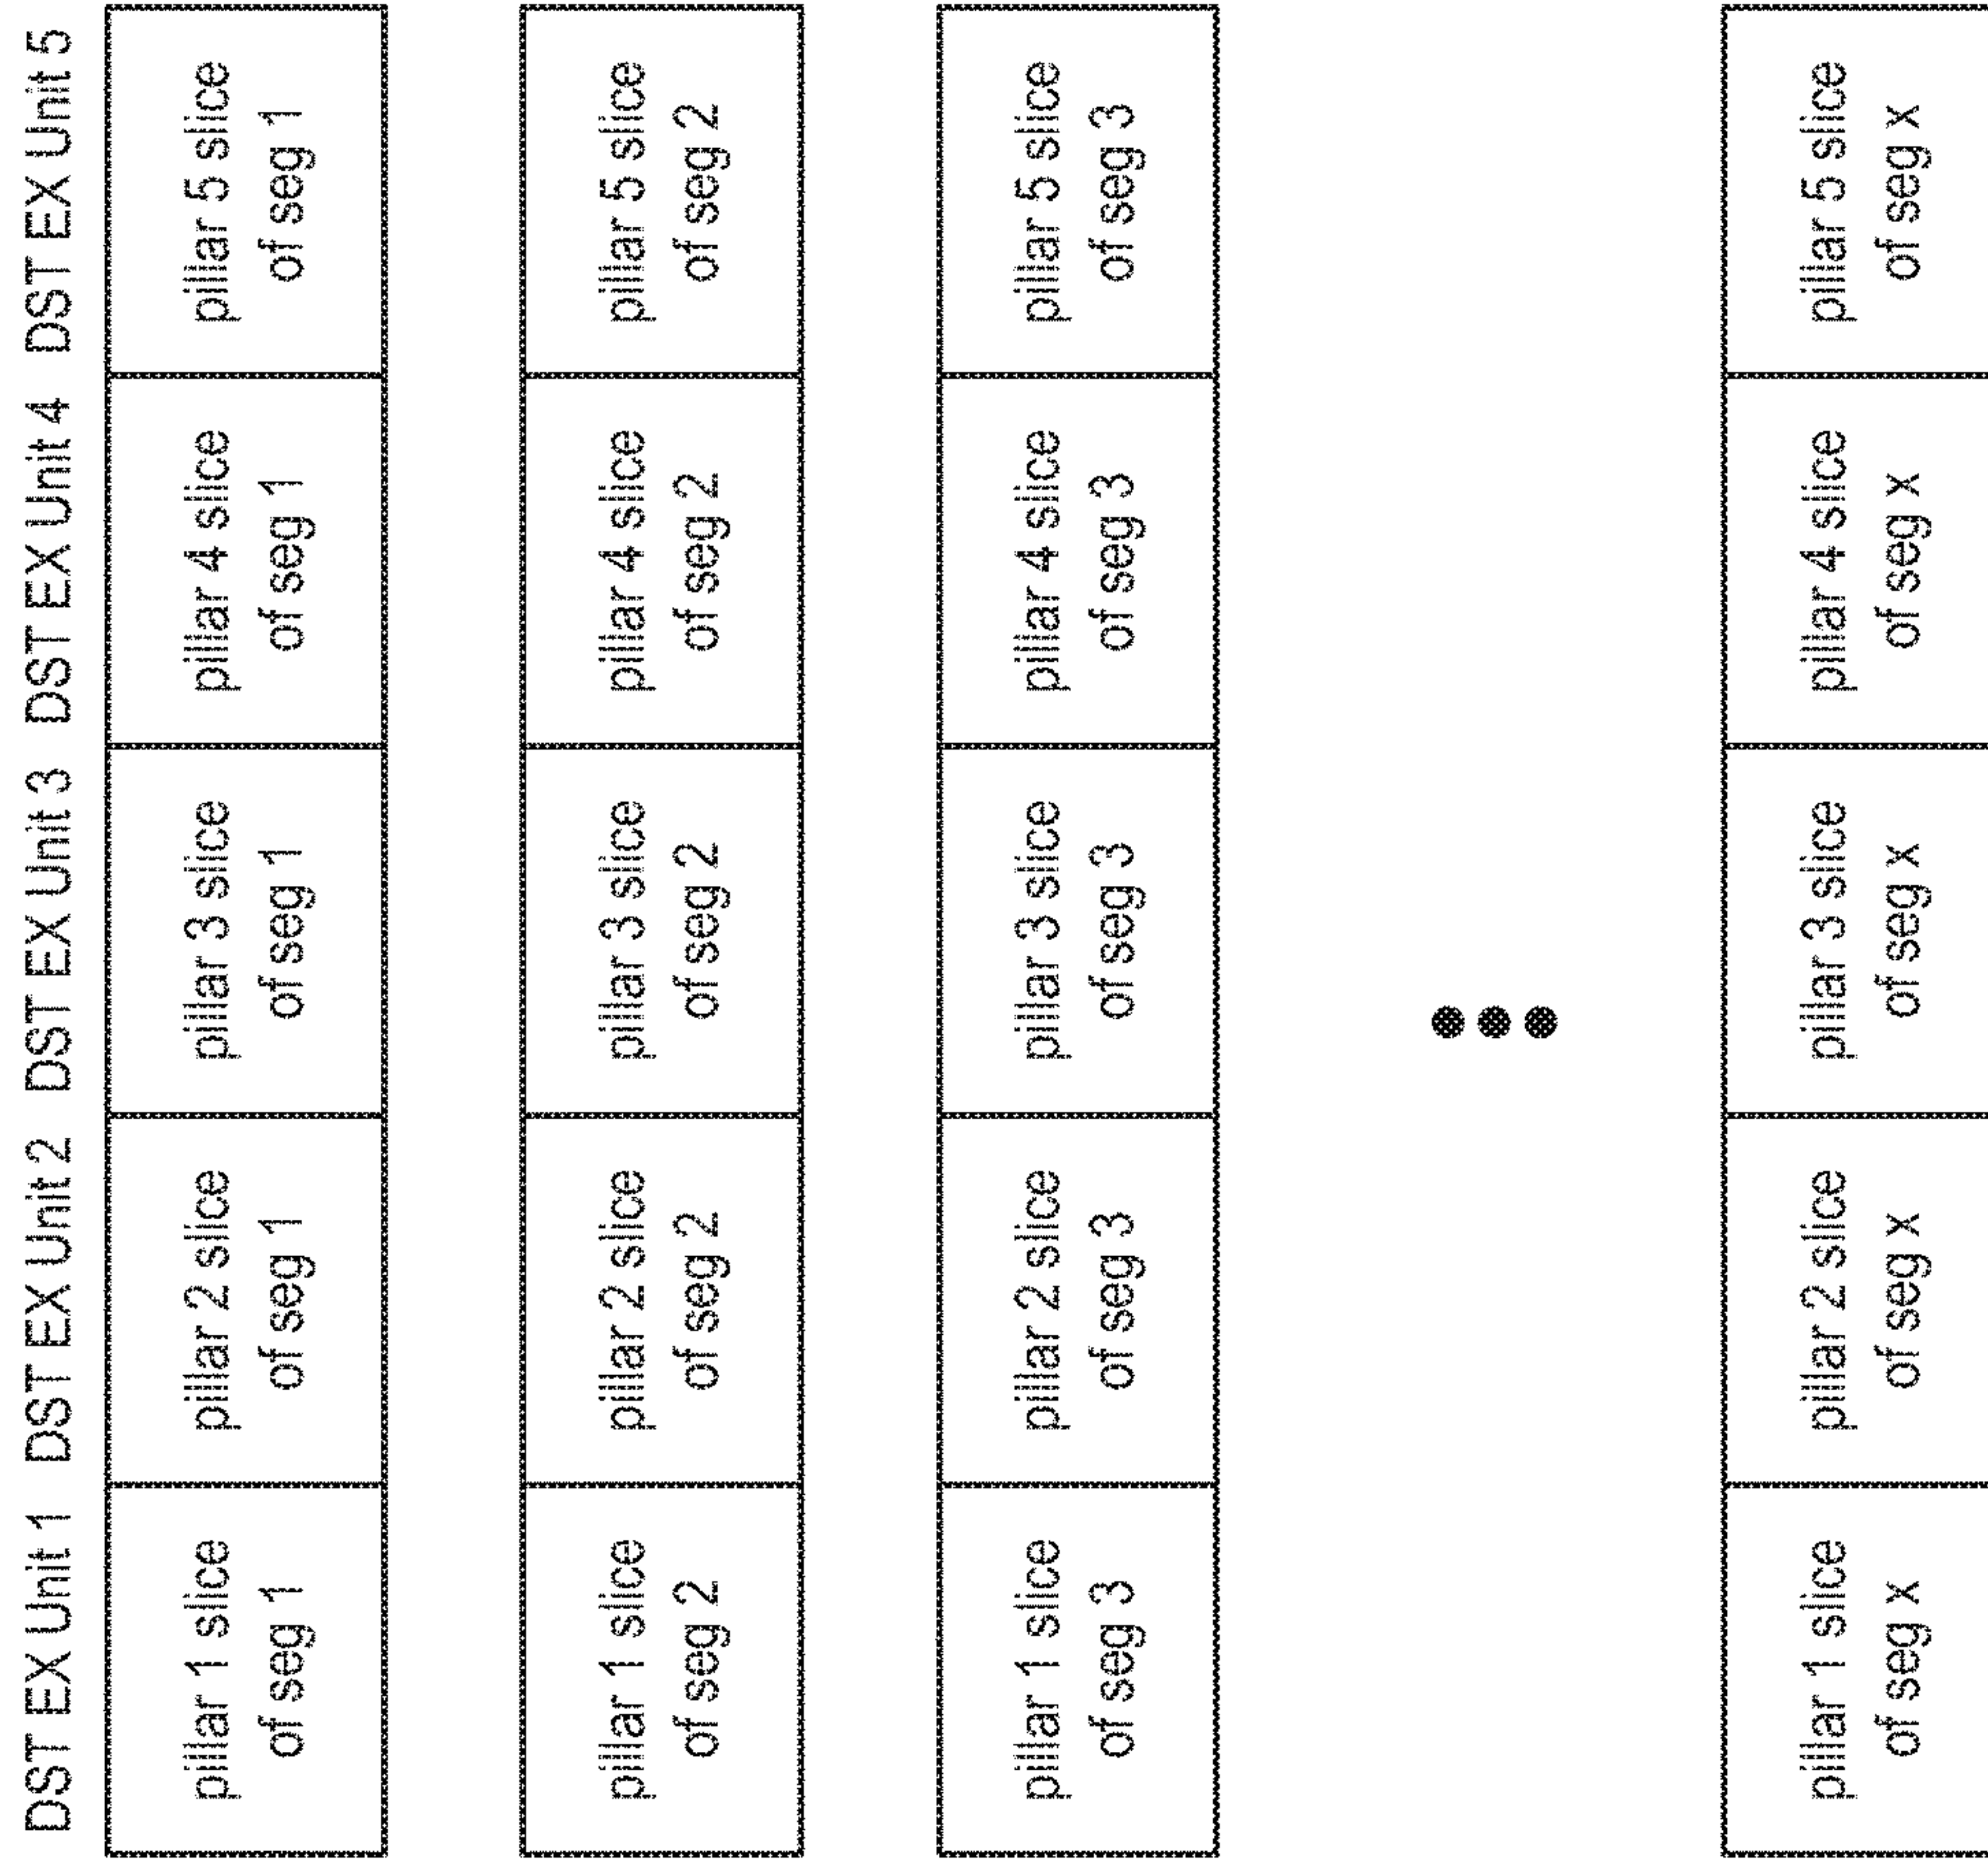 DST EX Unit 1
DST EX Unit 2
DST EX Unit 3
DST EX Unit 4
DST EX Unit 5
pillar 1 slice
of seg 1
pillar 2 slice
of seg 1
pillar 3 slice
of seg 1
pillar 4 slice
of seg 1
pillar 5 slice
of seg 1
pillar 1 slice
of seg 2
pillar 2 slice
of seg 2
pillar 3 slice
of seg 2
pillar 4 slice
of seg 2
pillar 5 slice
of seg 2
pillar 1 slice
of seg 3
pillar 2 slice
of seg 3
pillar 3 slice
of seg 3
pillar 4 slice
of seg 3
pillar 5 slice
of seg 3
pillar 1 slice
of seg x
pillar 2 slice
of seg x
pillar 3 slice
of seg x
pillar 4 slice
of seg x
pillar 5 slice
of seg x